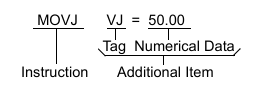 MOVJ VJ = 50.00
Tag Numerical Data
Instruction Additional Item